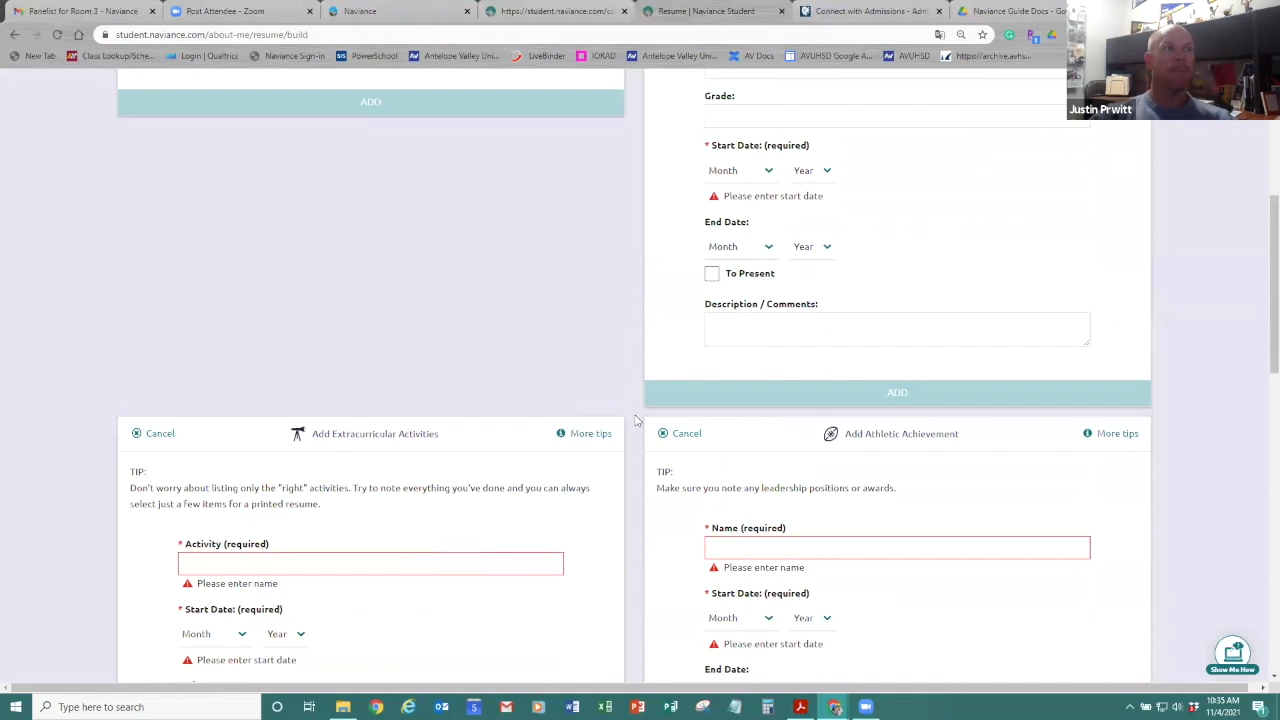 Finalist for Room 3 - Naviance
Post Attendee - Zoom
Naviance
https://student.naviance.com/
Resume | Naviance Student
Connect with Admissions - Adm
Naviance Guide Docs - Go
student.naviance.com/about-me/resume/build
New Tab
Class Lookup/Sche...
Login | Qualtrics
Naviance
PowerSchool
Antelope Valley Uni...
LiveBinder
IORAD
Antelope Valley Uni...
AV Docs
AVUHSD Google A...
AVUHSD
https://archive.avhs...
Justin Prwitt
ADD
Grade:
* Start Date: (required)
Month Year
Please enter start date
End Date:
Month Year
To Present
Description / Comments:
ADD
Cancel Add Extracurricular Activities More tips
TIP:
Don't worry about listing only the "right" activities. Try to note everything you've done and you can always
select just a few items for a printed resume.
* Activity (required)
Please enter name
* Start Date: (required)
Month Year
Please enter start date
Cancel Add Athletic Achievement More tips
TIP:
Make sure you note any leadership positions or awards.
* Name (required)
Please enter name
* Start Date: (required)
Month Year
Please enter start date
End Date:
Show Me How
Type here to search
10:35 AM
11/4/2021